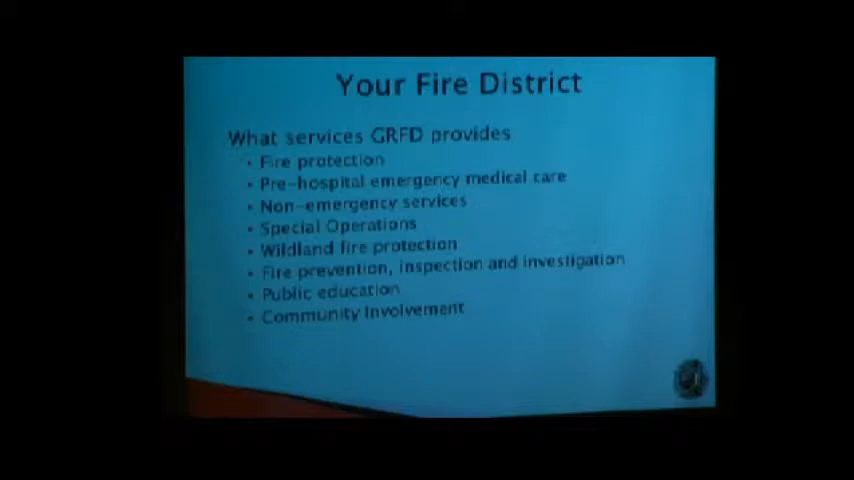 Your Fire District
What services GRFD provides
• Fire protection
• Pre-hospital emergency medical care
• Non-emergency services
• Special Operations
• Wildland fire protection
• Fire prevention, inspection and investigation
• Public education
• Community Involvement